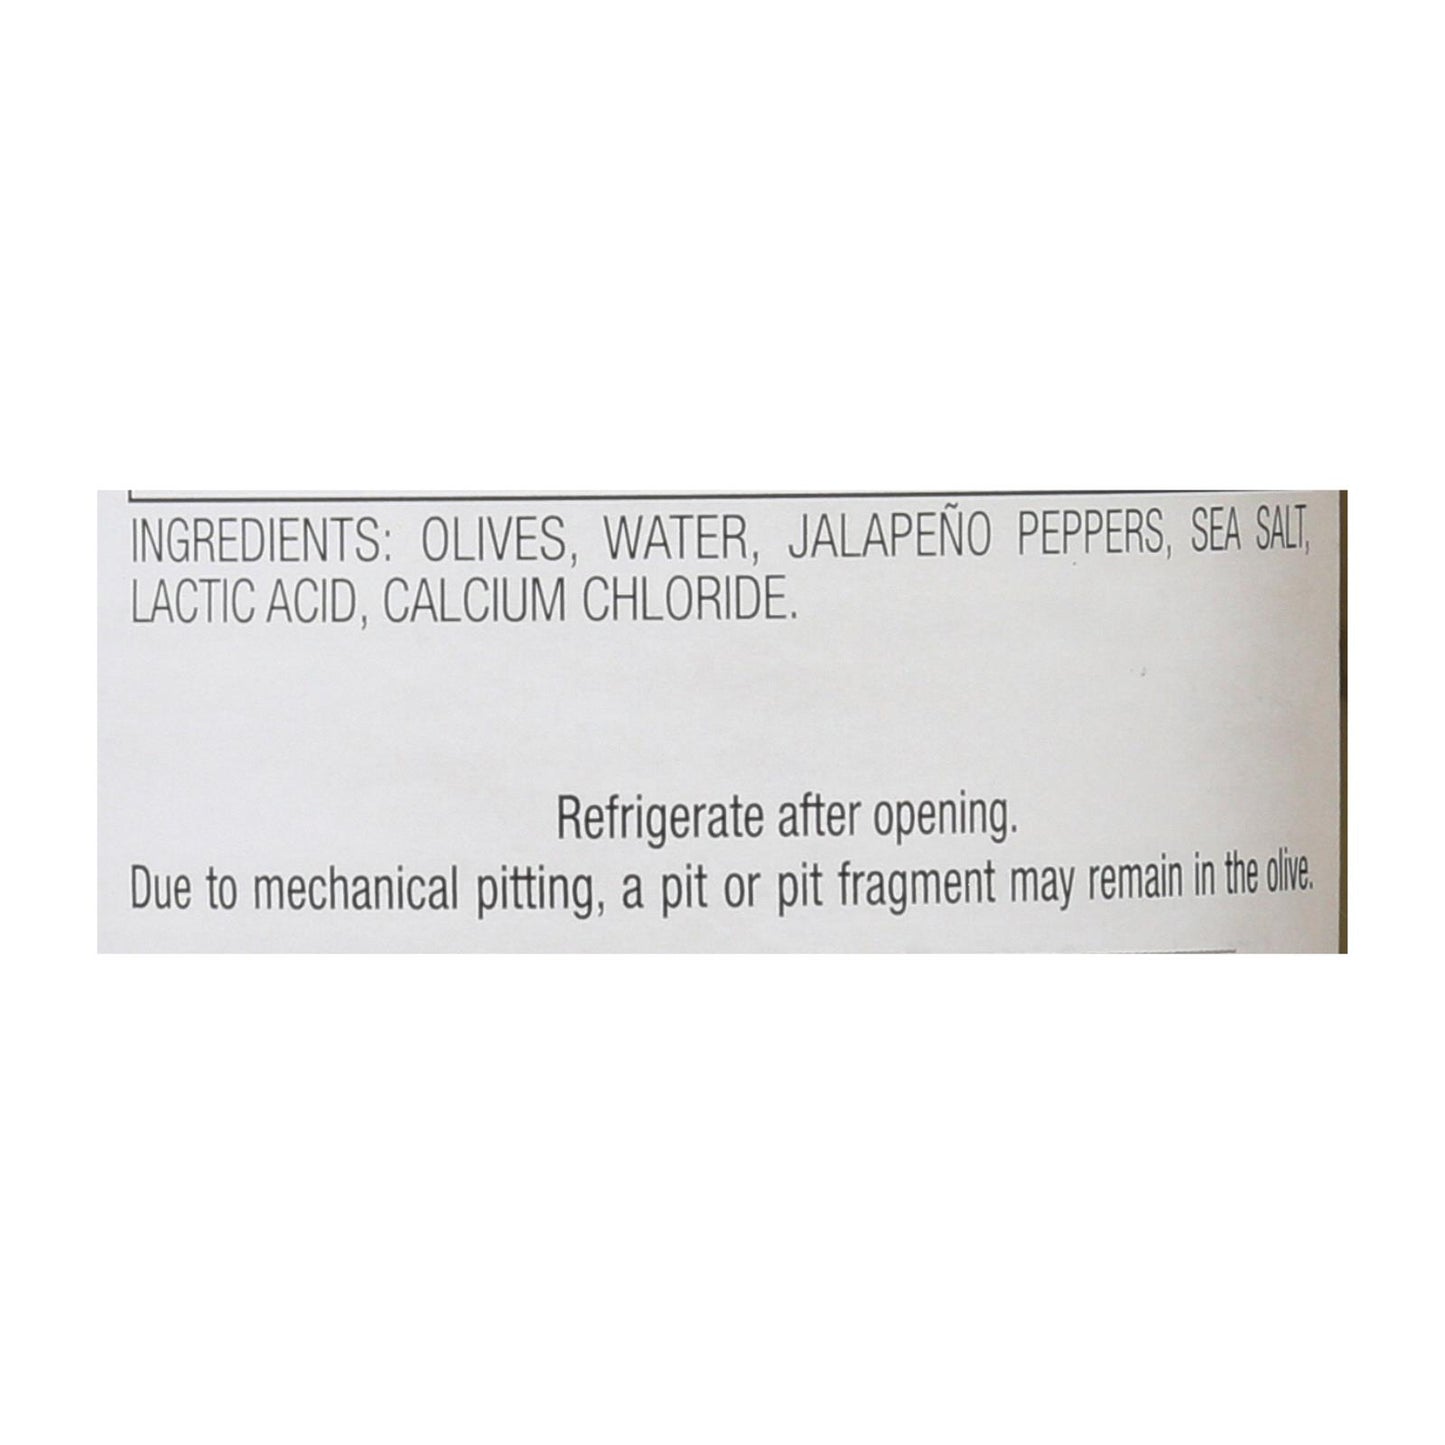 INGREDIENTS: OLIVES, WATER, JALAPEÑO PEPPERS, SEA SALT,
LACTIC ACID, CALCIUM CHLORIDE.
Refrigerate after opening.
Due to mechanical pitting, a pit or pit fragment may remain in the olive.